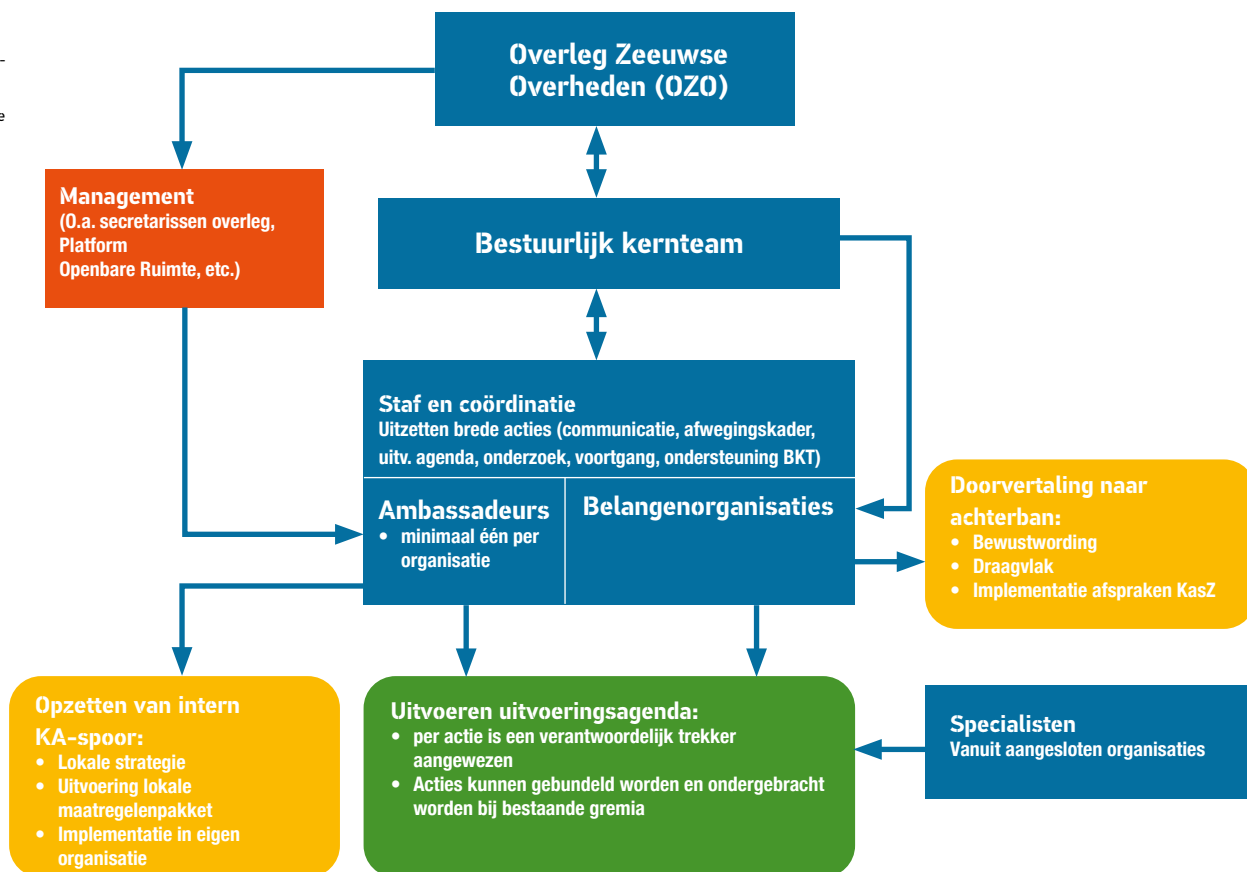 -
e
Overleg Zeeuwse
Overheden (OZO)
Management
(O.a. secretarissen overleg,
Platform
Openbare Ruimte, etc.)
Bestuurlijk kernteam
Staf en coördinatie
Uitzetten brede acties (communicatie, afwegingskader,
uitv. agenda, onderzoek, voortgang, ondersteuning BKT)
Ambassadeurs
• minimaal één per
organisatie
Belangenorganisaties
Doorvertaling naar
achterban:
• Bewustwording
• Draagvlak
• Implementatie afspraken KasZ
Opzetten van intern
KA-spoor:
• Lokale strategie
• Uitvoering lokale
maatregelenpakket
• Implementatie in eigen
organisatie
Uitvoeren uitvoeringsagenda:
• per actie is een verantwoordelijk trekker
aangewezen
• Acties kunnen gebundeld worden en ondergebracht
worden bij bestaande gremia
Specialisten
Vanuit aangesloten organisaties